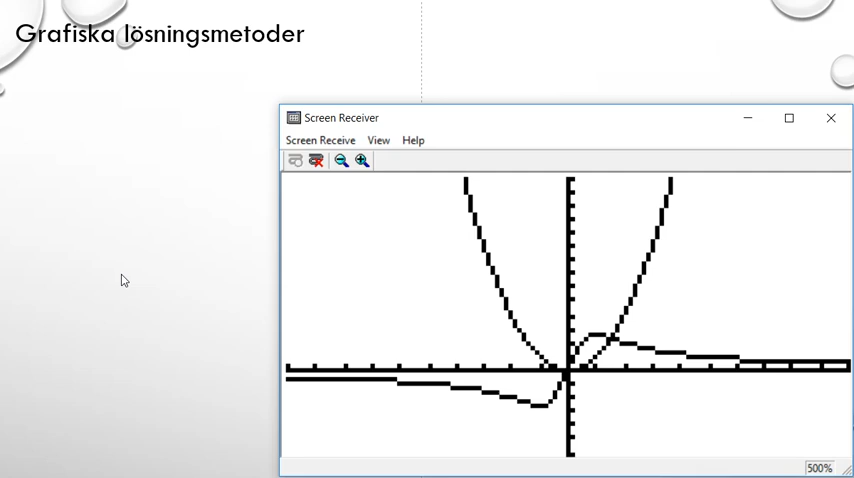 Grafiska lösningsmetoder
Screen Receiver
Screen Receive View Help
500%